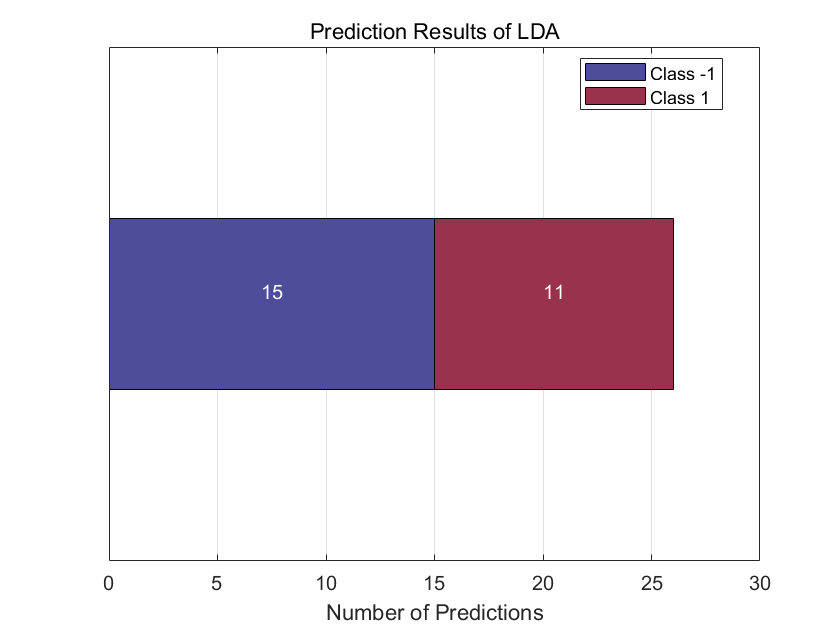 Prediction Results of LDA
Class -1
Class 1
15 11
0 5 10 15 20 25 30
Number of Predictions